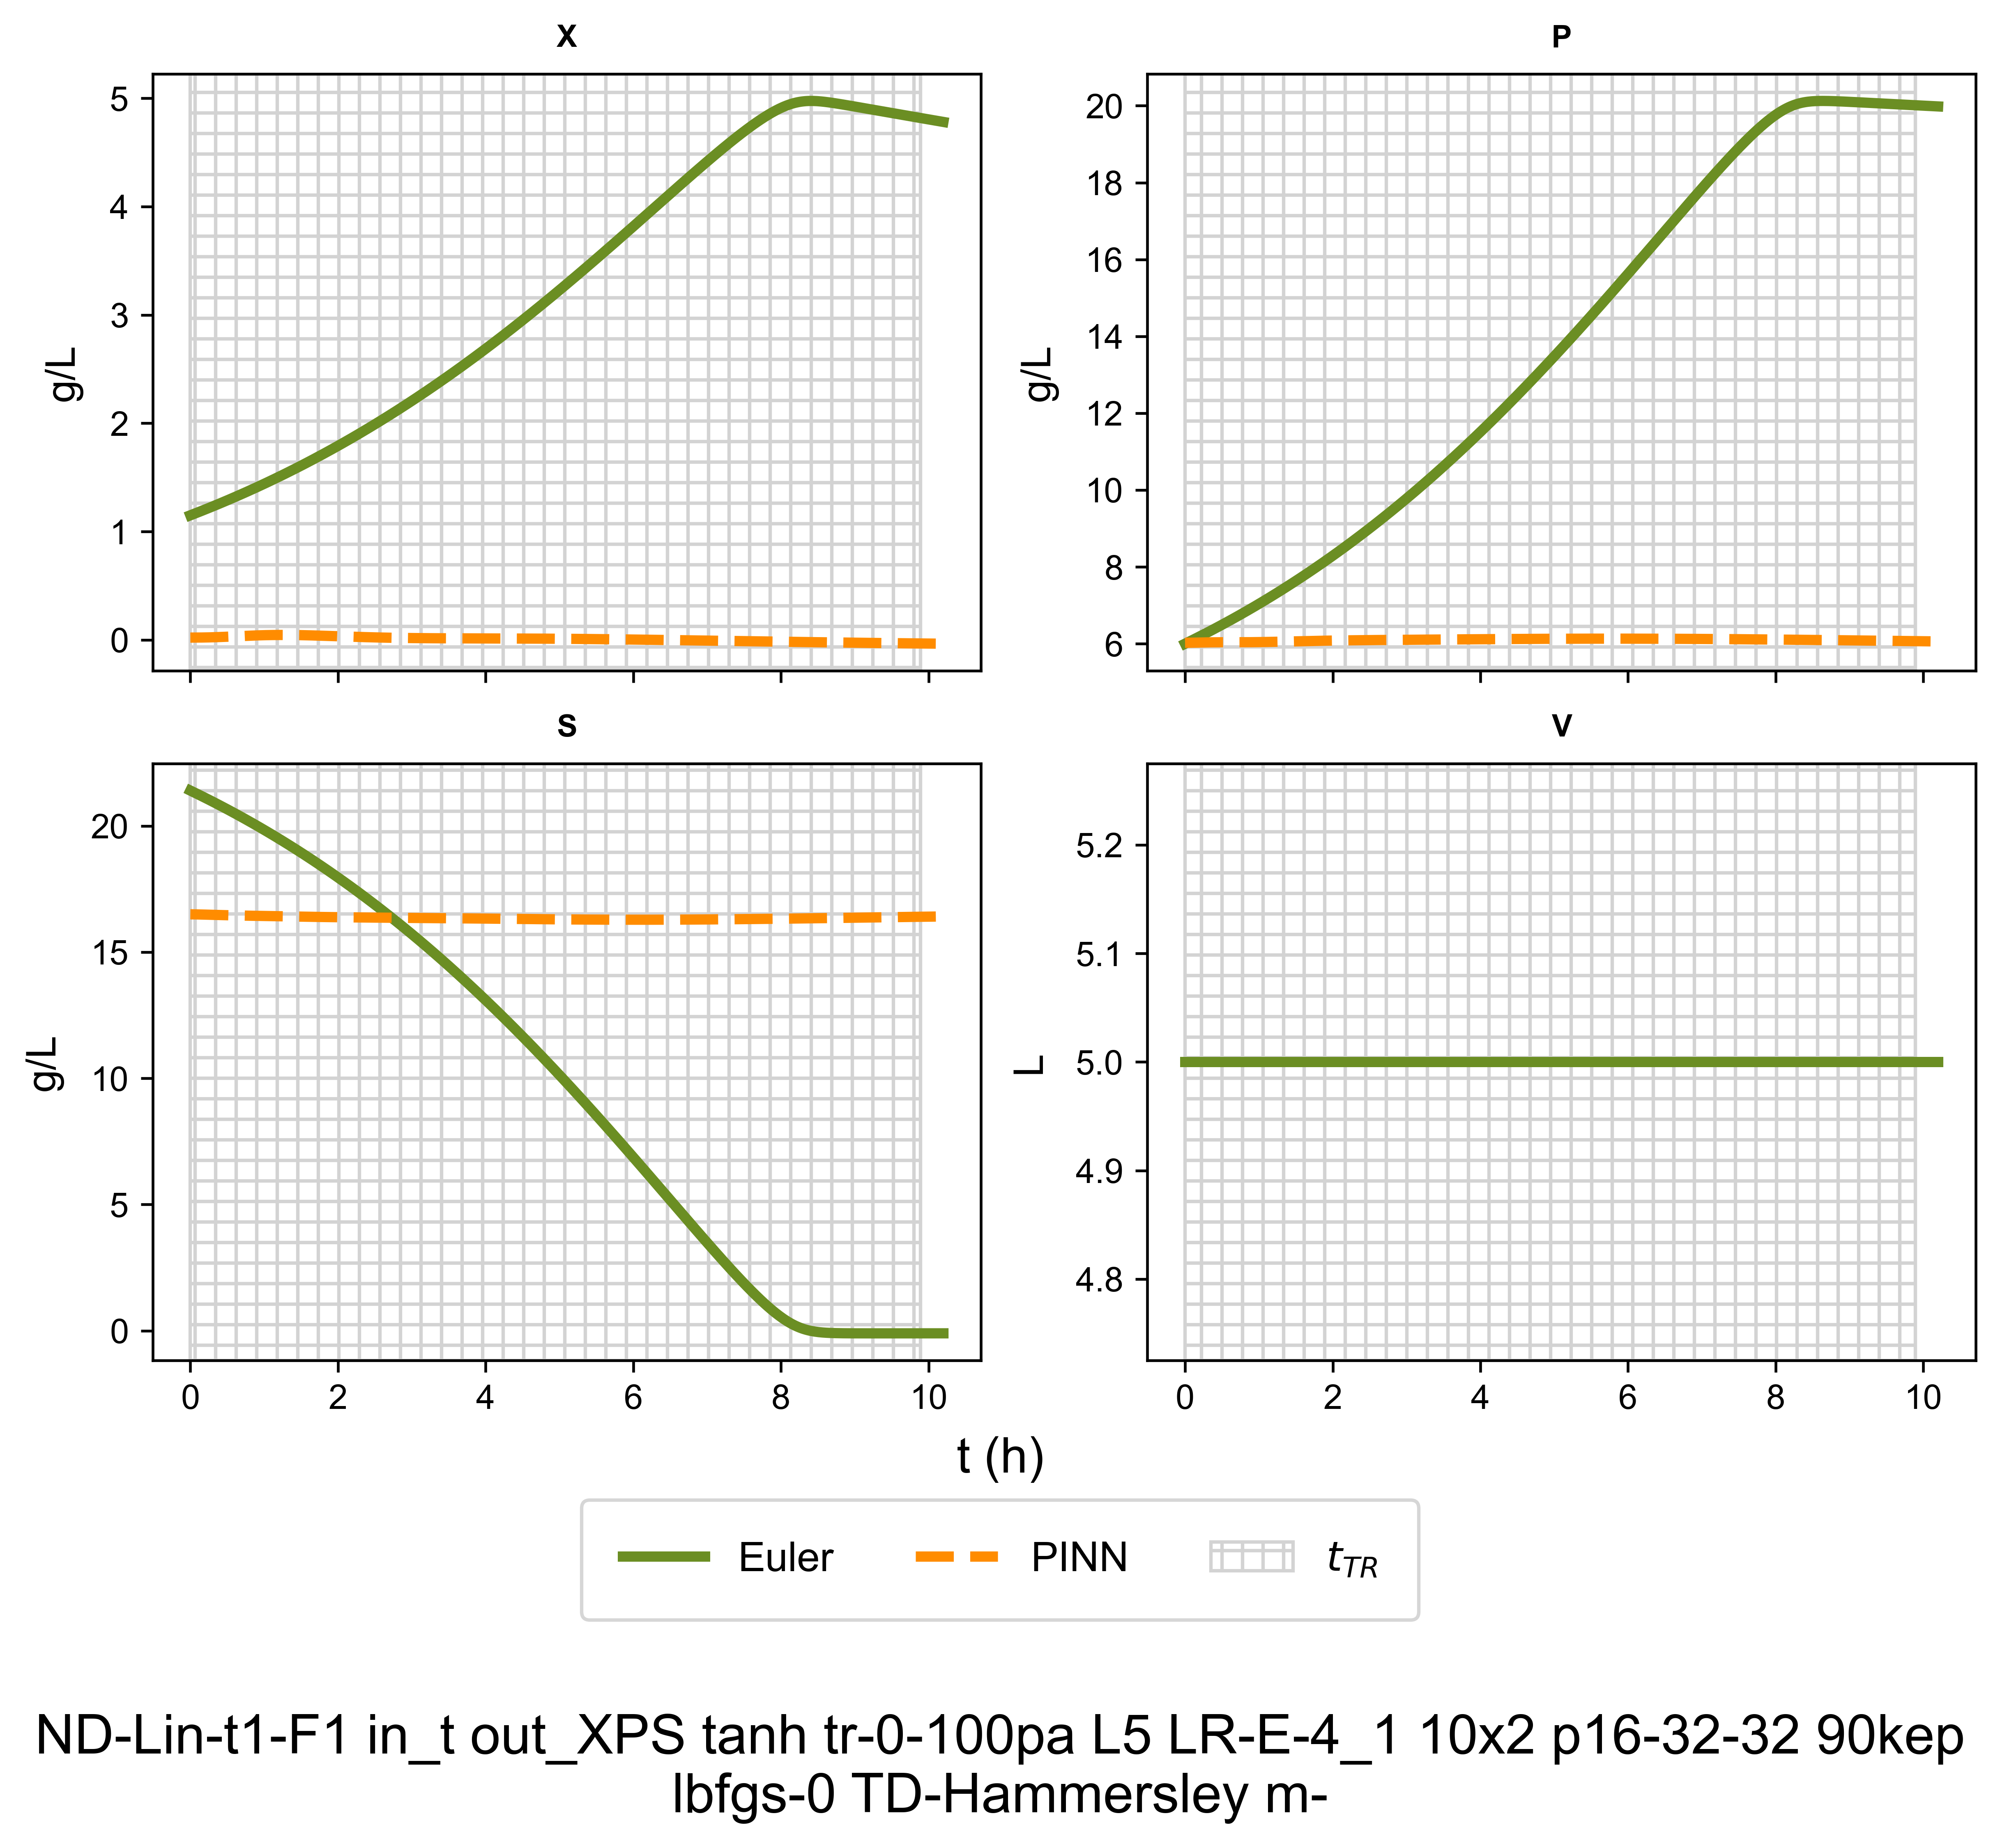 X
5
4
3
2
1
0
g/L
P
20
18
16
14
12
10
8
6
g/L
S
20
15
10
5
0
g/L
0 2 4 6 8 10
V
5.2
5.1
5.0
4.9
4.8
L
0 2 4 6 8 10
t (h)
Euler PINN t_TR
ND-Lin-t1-F1 in_t out_XPS tanh tr-0-100pa L5 LR-E-4_1 10x2 p16-32-32 90kep
lbfgs-0 TD-Hammersley m-